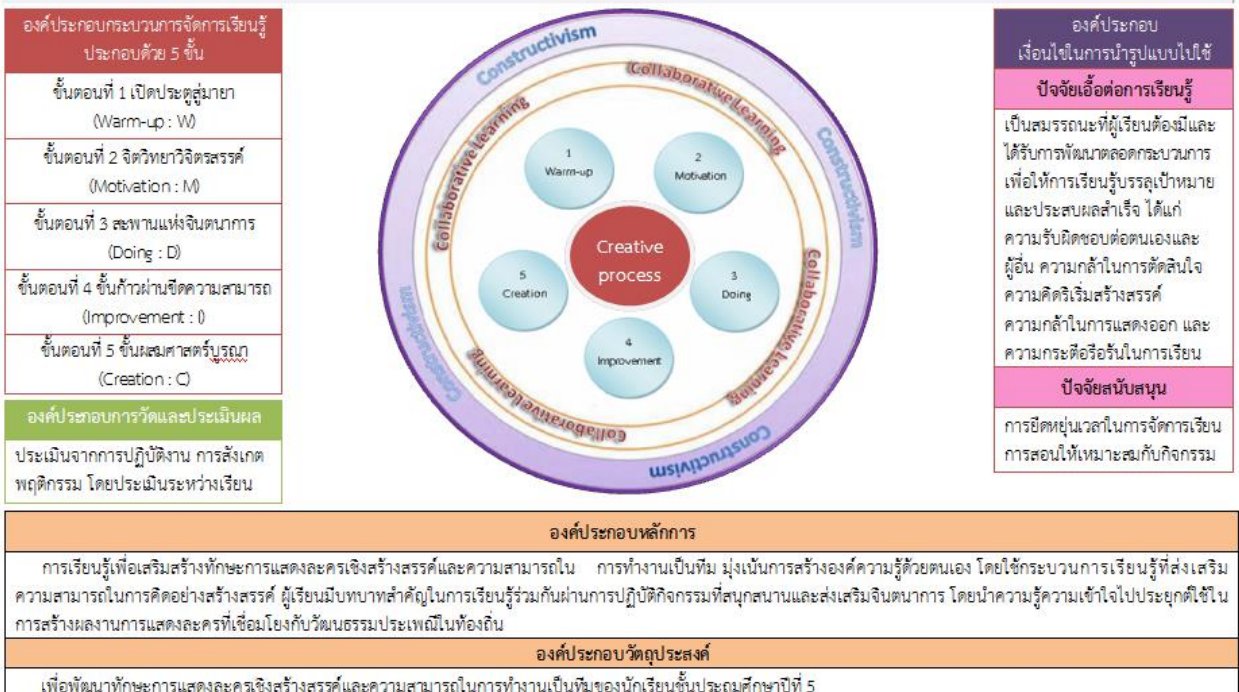 องค์ประกอบกระบวนการจัดการเรียนรู้
ประกอบด้วย 5 ขั้น
ขั้นตอนที่ 1 เปิดประตูสู่มายา
(Warm-up : W)
ขั้นตอนที่ 2 จิตวิทยาวิจิตรสรรค์
(Motivation : M)
ขั้นตอนที่ 3 สะพานแห่งจินตนาการ
(Doing : D)
ขั้นตอนที่ 4 ขั้นก้าวผ่านขีดความสามารถ
(Improvement : I)
ขั้นตอนที่ 5 ขั้นผสมศาสตร์บูรณา
(Creation : C)
องค์ประกอบการวัดและประเมินผล
ประเมินจากการปฏิบัติงาน การสังเกต
พฤติกรรม โดยประเมินระหว่างเรียน
Constructivism
Constructivism
Constructivism
Constructivism
Collaborative Learning
Collaborative Learning
Collaborative Learning
Collaborative Learning
1
Warm-up
2
Motivation
3
Doing
4
Improvement
5
Creation
Creative
process
องค์ประกอบ
เงื่อนไขในการนำรูปแบบไปใช้
ปัจจัยเอื้อต่อการเรียนรู้
เป็นสมรรถนะที่ผู้เรียนต้องมีและ
ได้รับการพัฒนาตลอดกระบวนการ
เพื่อให้การเรียนรู้บรรลุเป้าหมาย
และประสบผลสำเร็จ ได้แก่
ความรับผิดชอบต่อตนเองและ
ผู้อื่น ความกล้าในการตัดสินใจ
ความคิดริเริ่มสร้างสรรค์
ความกล้าในการแสดงออก และ
ความกระตือรือร้นในการเรียน
ปัจจัยสนับสนุน
การยืดหยุ่นเวลาในการจัดการเรียน
การสอนให้เหมาะสมกับกิจกรรม
องค์ประกอบหลักการ
การเรียนรู้เพื่อเสริมสร้างทักษะการแสดงละครเชิงสร้างสรรค์และความสามารถใน การทำงานเป็นทีม มุ่งเน้นการสร้างองค์ความรู้ด้วยตนเอง โดยใช้กระบวนการเรียนรู้ที่ส่งเสริม
ความสามารถในการคิดอย่างสร้างสรรค์ ผู้เรียนมีบทบาทสำคัญในการเรียนรู้ร่วมกันผ่านการปฏิบัติกิจกรรมที่สนุกสนานและส่งเสริมจินตนาการ โดยนำความรู้ความเข้าใจไปประยุกต์ใช้ใน
การสร้างผลงานการแสดงละครที่เชื่อมโยงกับวัฒนธรรมประเพณีในท้องถิ่น
องค์ประกอบวัตถุประสงค์
เพื่อพัฒนาทักษะการแสดงละครเชิงสร้างสรรค์และความสามารถในการทำงานเป็นทีมของนักเรียนชั้นประถมศึกษาปีที่ 5